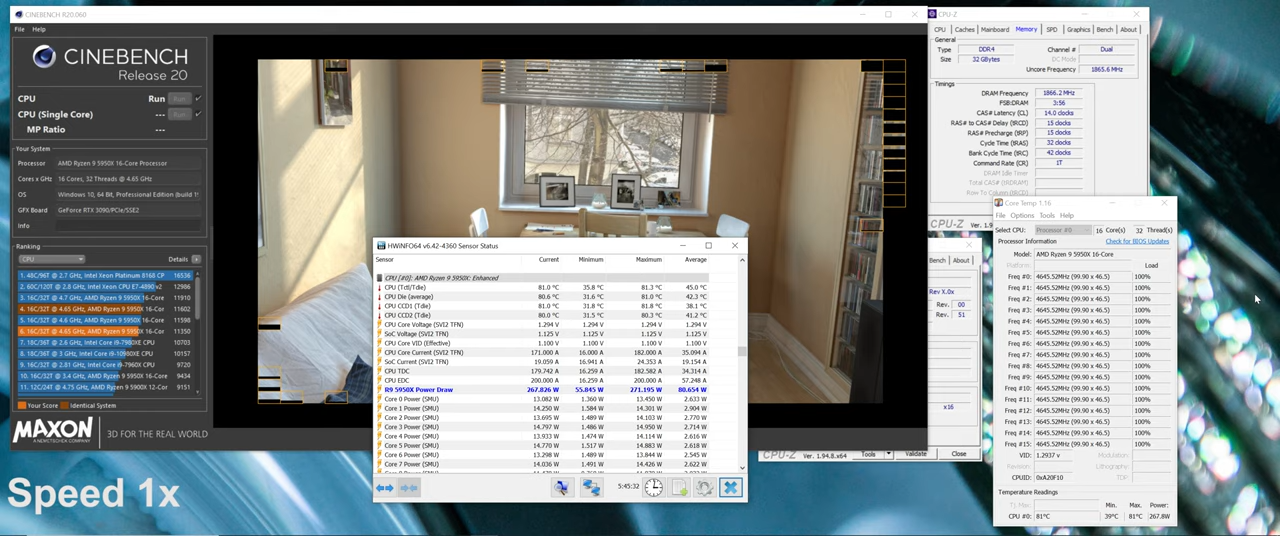 CINEBENCH R20.060
File Help
CINEBENCH
Release 20
CPU Run Run
CPU (Single Core) --- Run
MP Ratio ---
Your System
Processor AMD Ryzen 9 5950X 16-Core Processor
Cores x GHz 16 Cores, 32 Threads @ 4.65 GHz
OS Windows 10, 64 Bit, Professional Edition (build 1
GFX Board GeForce RTX 3090/PCIe/SSE2
Info
Ranking
CPU Details
1. 48C/96T @ 2.7 GHz, Intel Xeon Platinum 8168 CP 16536
2. 60C/120T @ 2.8 GHz, Intel Xeon CPU E7-4890 v2 12986
3. 16C/32T @ 4.7 GHz, AMD Ryzen 9 5950X 16-Core 11910
4. 16C/32T @ 4.65 GHz, AMD Ryzen 9 5950X 16-Core 11602
5. 16C/32T @ 4.6 GHz, AMD Ryzen 9 5950X 16-Core 11598
6. 16C/32T @ 4.65 GHz, AMD Ryzen 9 5950X 16-Core 11350
7. 18C/36T @ 2.6 GHz, Intel Core i9-7980XE CPU 10703
8. 18C/36T @ 3 GHz, Intel Core i9-10980XE CPU 10157
9. 16C/32T @ 2.81 GHz, Intel Core i9-7960X CPU 9720
10. 16C/32T @ 3.4 GHz, AMD Ryzen 9 5950X 16-Core 9434
11. 12C/24T @ 4.75 GHz, AMD Ryzen 9 5900X 12-Cor 9151
Your Score Identical System
MAXON
A NEMETSCHEK COMPANY
3D FOR THE REAL WORLD
Speed 1x
HWiNFO64 v6.42-4360 Sensor Status
Sensor Current Minimum Maximum Average
CPU [#0]: AMD Ryzen 9 5950X: Enhanced
CPU (Tctl/Tdie) 81.0 °C 35.8 °C 81.3 °C 45.0 °C
CPU Die (average) 80.6 °C 31.6 °C 81.0 °C 42.3 °C
CPU CCD1 (Tdie) 81.0 °C 31.8 °C 81.8 °C 38.1 °C
CPU CCD2 (Tdie) 80.0 °C 31.5 °C 80.3 °C 41.2 °C
CPU Core Voltage (SVI2 TFN) 1.294 V 1.294 V 1.294 V 1.294 V
SoC Voltage (SVI2 TFN) 1.125 V 1.125 V 1.125 V 1.125 V
CPU Core VID (Effective) 1.100 V 1.100 V 1.100 V 1.100 V
CPU Core Current (SVI2 TFN) 171.000 A 16.000 A 182.000 A 35.094 A
SoC Current (SVI2 TFN) 19.059 A 16.941 A 24.353 A 19.154 A
CPU TDC 179.742 A 16.259 A 182.582 A 34.314 A
CPU EDC 200.000 A 16.259 A 200.000 A 57.248 A
R9 5950X Power Draw 267.826 W 55.845 W 271.195 W 80.654 W
Core 0 Power (SMU) 13.082 W 1.360 W 13.450 W 2.633 W
Core 1 Power (SMU) 14.250 W 1.584 W 14.301 W 2.904 W
Core 2 Power (SMU) 13.695 W 1.489 W 14.103 W 2.770 W
Core 3 Power (SMU) 14.797 W 1.486 W 14.950 W 2.714 W
Core 4 Power (SMU) 13.933 W 1.474 W 14.114 W 2.616 W
Core 5 Power (SMU) 14.770 W 1.517 W 14.883 W 2.618 W
Core 6 Power (SMU) 13.298 W 1.489 W 13.844 W 2.545 W
Core 7 Power (SMU) 14.036 W 1.491 W 14.426 W 2.622 W
5:45:32
CPU-Z
CPU Caches Mainboard Memory SPD Graphics Bench About
General
Type DDR4 Channel # Dual
Size 32 GBytes DC Mode
Uncore Frequency 1865.6 MHz
Timings
DRAM Frequency 1866.2 MHz
FSB:DRAM 3:56
CAS# Latency (CL) 14.0 clocks
RAS# to CAS# Delay (tRCD) 15 clocks
RAS# Precharge (tRP) 15 clocks
Cycle Time (tRAS) 32 clocks
Bank Cycle Time (tRC) 42 clocks
Command Rate (CR) 1T
DRAM Idle Timer
Total CAS# (tRDRAM)
Row To Column (tRCD)
CPU-Z Ver. 1.9
Bench About
Rev X.0x
Rev. 00
Rev. 51
x16
CPU-Z Ver. 1.94.8.x64 Tools Validate Close
Core Temp 1.16
File Options Tools Help
Select CPU: Processor #0 16 Core(s) 32 Thread(s)
Processor Information Check for BIOS Updates
Model: AMD Ryzen 9 5950X 16-Core
Platform: Load
Freq #0: 4645.52MHz (99.90 x 46.5) 100%
Freq #1: 4645.52MHz (99.90 x 46.5) 100%
Freq #2: 4645.52MHz (99.90 x 46.5) 100%
Freq #3: 4645.52MHz (99.90 x 46.5) 100%
Freq #4: 4645.52MHz (99.90 x 46.5) 100%
Freq #5: 4645.52MHz (99.90 x 46.5) 100%
Freq #6: 4645.52MHz (99.90 x 46.5) 100%
Freq #7: 4645.52MHz (99.90 x 46.5) 100%
Freq #8: 4645.52MHz (99.90 x 46.5) 100%
Freq #9: 4645.52MHz (99.90 x 46.5) 100%
Freq #10: 4645.52MHz (99.90 x 46.5) 100%
Freq #11: 4645.52MHz (99.90 x 46.5) 100%
Freq #12: 4645.52MHz (99.90 x 46.5) 100%
Freq #13: 4645.52MHz (99.90 x 46.5) 100%
Freq #14: 4645.52MHz (99.90 x 46.5) 100%
Freq #15: 4645.52MHz (99.90 x 46.5) 100%
VID: 1.2937 v Modulation:
Revision: Lithography:
CPUID: 0xA20F10 TDP:
Temperature Readings
Tj. Max: Min. Max. Power:
CPU #0: 81°C 39°C 81°C 267.8W